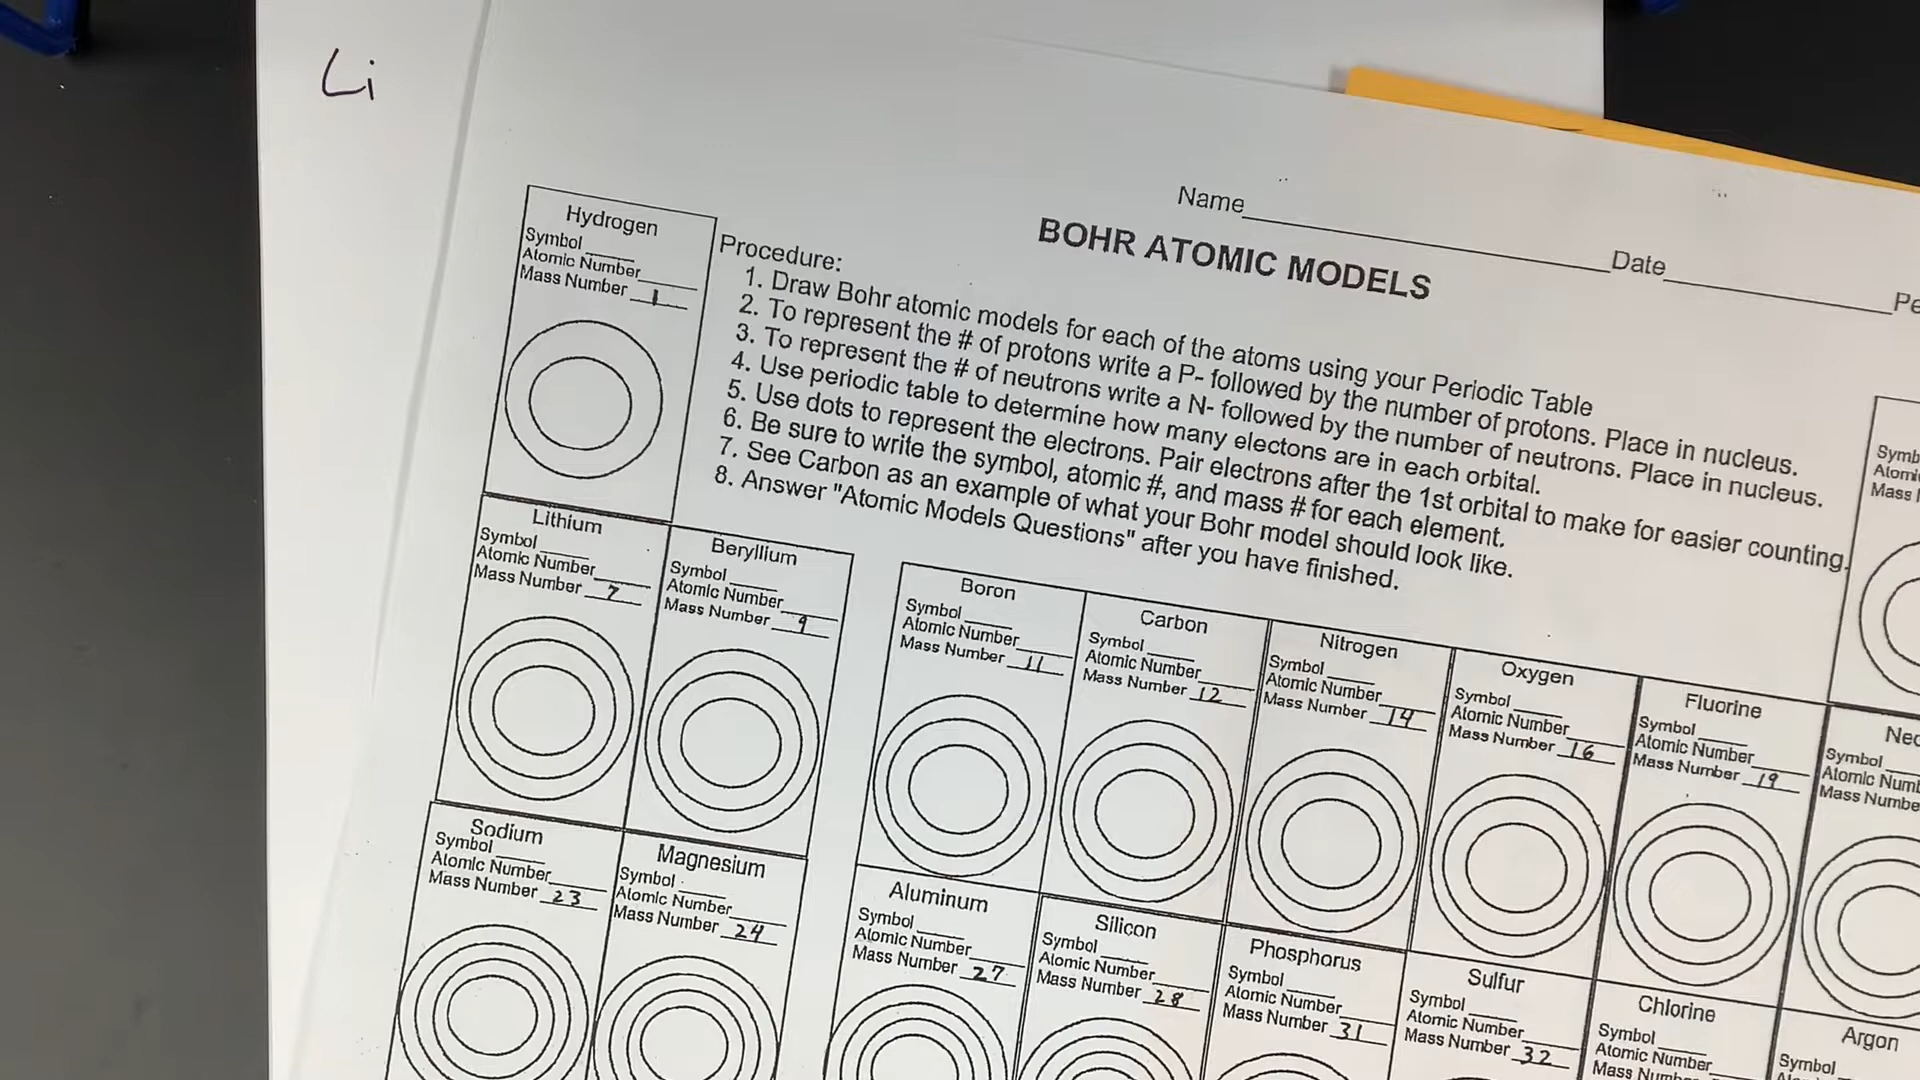 Li
Name
Date
Pe
BOHR ATOMIC MODELS
Hydrogen
Symbol
Atomic Number
Mass Number 1
Procedure:
1. Draw Bohr atomic models for each of the atoms using your Periodic Table
2. To represent the # of protons write a P- followed by the number of protons. Place in nucleus.
3. To represent the # of neutrons write a N- followed by the number of neutrons. Place in nucleus.
4. Use periodic table to determine how many electons are in each orbital.
5. Use dots to represent the electrons. Pair electrons after the 1st orbital to make for easier counting.
6. Be sure to write the symbol, atomic #, and mass # for each element.
7. See Carbon as an example of what your Bohr model should look like.
8. Answer "Atomic Models Questions" after you have finished.
Symb
Atomi
Mass
Lithium
Symbol
Atomic Number
Mass Number 7
Beryllium
Symbol
Atomic Number
Mass Number 9
Boron
Symbol
Atomic Number
Mass Number 11
Carbon
Symbol
Atomic Number
Mass Number 12
Nitrogen
Symbol
Atomic Number
Mass Number 14
Oxygen
Symbol
Atomic Number
Mass Number 16
Fluorine
Symbol
Atomic Number
Mass Number 19
Neo
Symbol
Atomic Numb
Mass Numbe
Sodium
Symbol
Atomic Number
Mass Number 23
Magnesium
Symbol
Atomic Number
Mass Number 24
Aluminum
Symbol
Atomic Number
Mass Number 27
Silicon
Symbol
Atomic Number
Mass Number 28
Phosphorus
Symbol
Atomic Number
Mass Number 31
Sulfur
Symbol
Atomic Number
Mass Number 32
Chlorine
Symbol
Atomic Number
Mass Number
Argon
Symbol